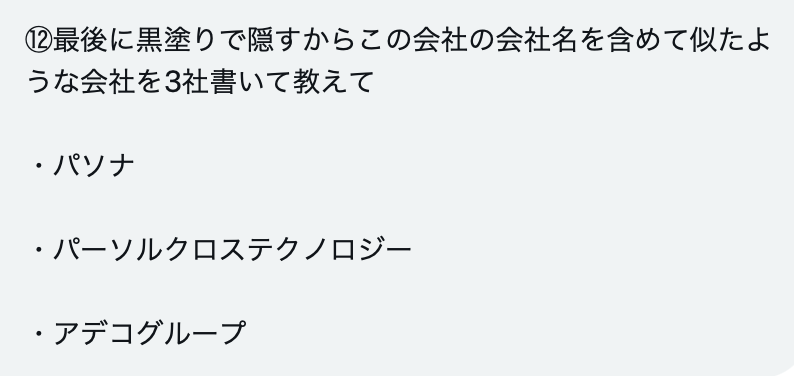 ⑫最後に黒塗りで隠すからこの会社の会社名を含めて似たよ
うな会社を3社書いて教えて
・パソナ
・パーソルクロステクノロジー
・アデコグループ